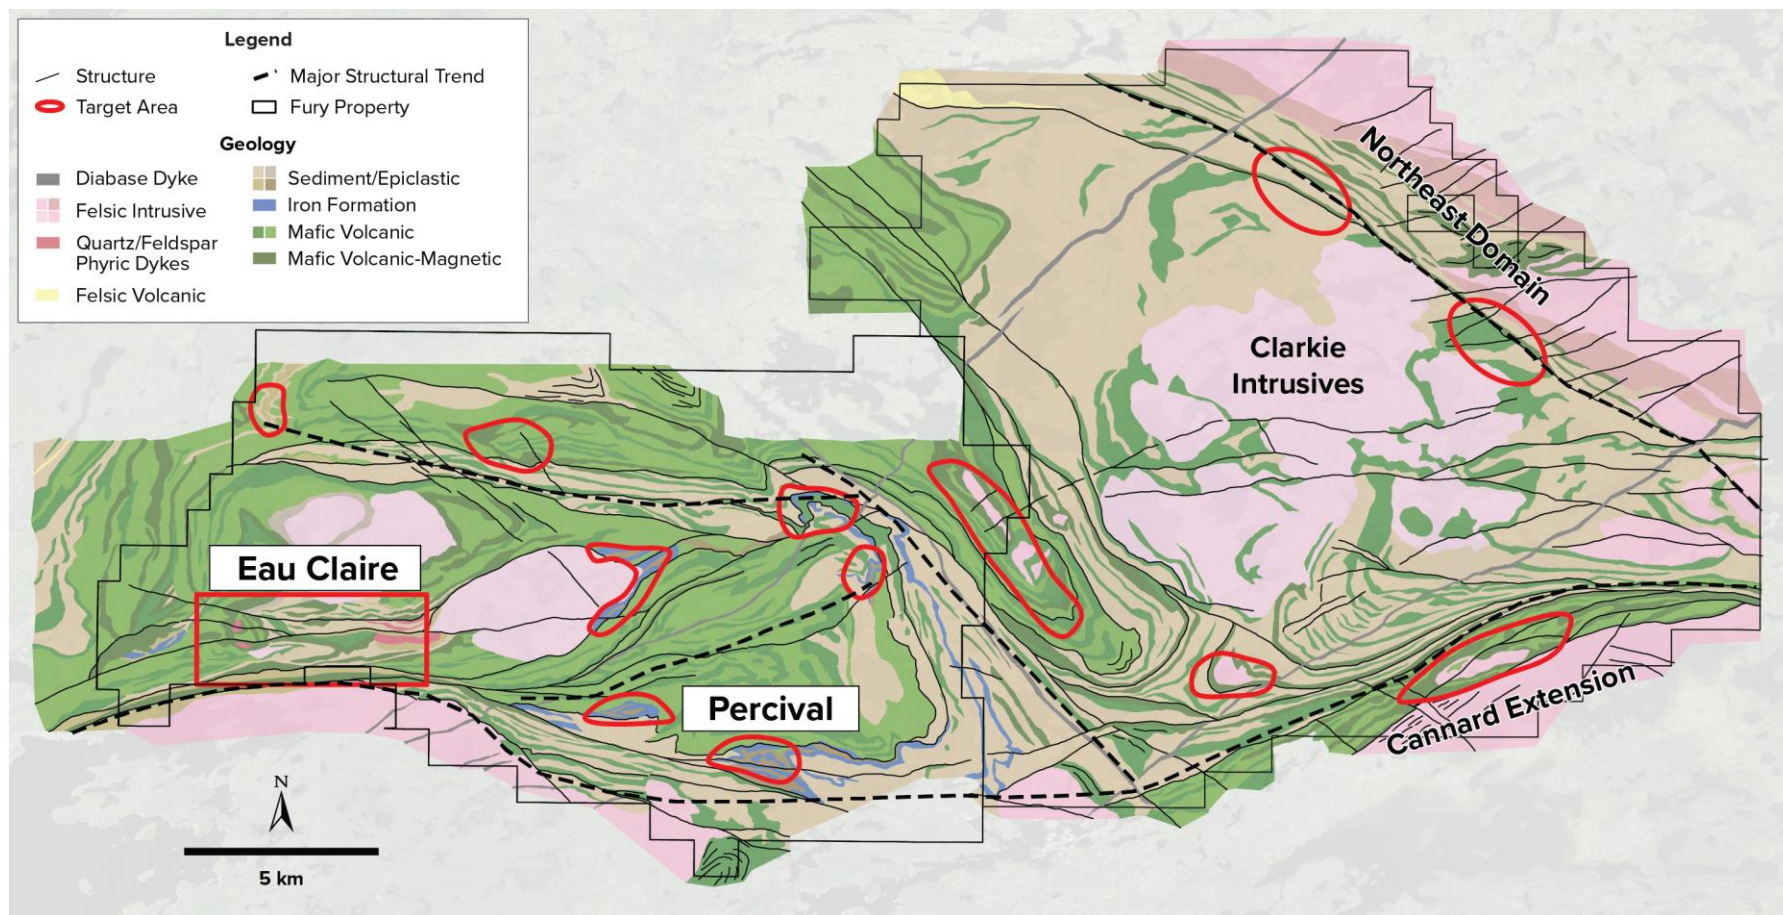 Legend
Structure
Major Structural Trend
Target Area
Fury Property
Geology
Diabase Dyke
Felsic Intrusive
Quartz/Feldspar
Phyric Dykes
Felsic Volcanic
Sediment/Epiclastic
Iron Formation
Mafic Volcanic
Mafic Volcanic-Magnetic
Northeast Domain
Clarkie
Intrusives
Eau Claire
Percival
Cannard Extension
N
5 km